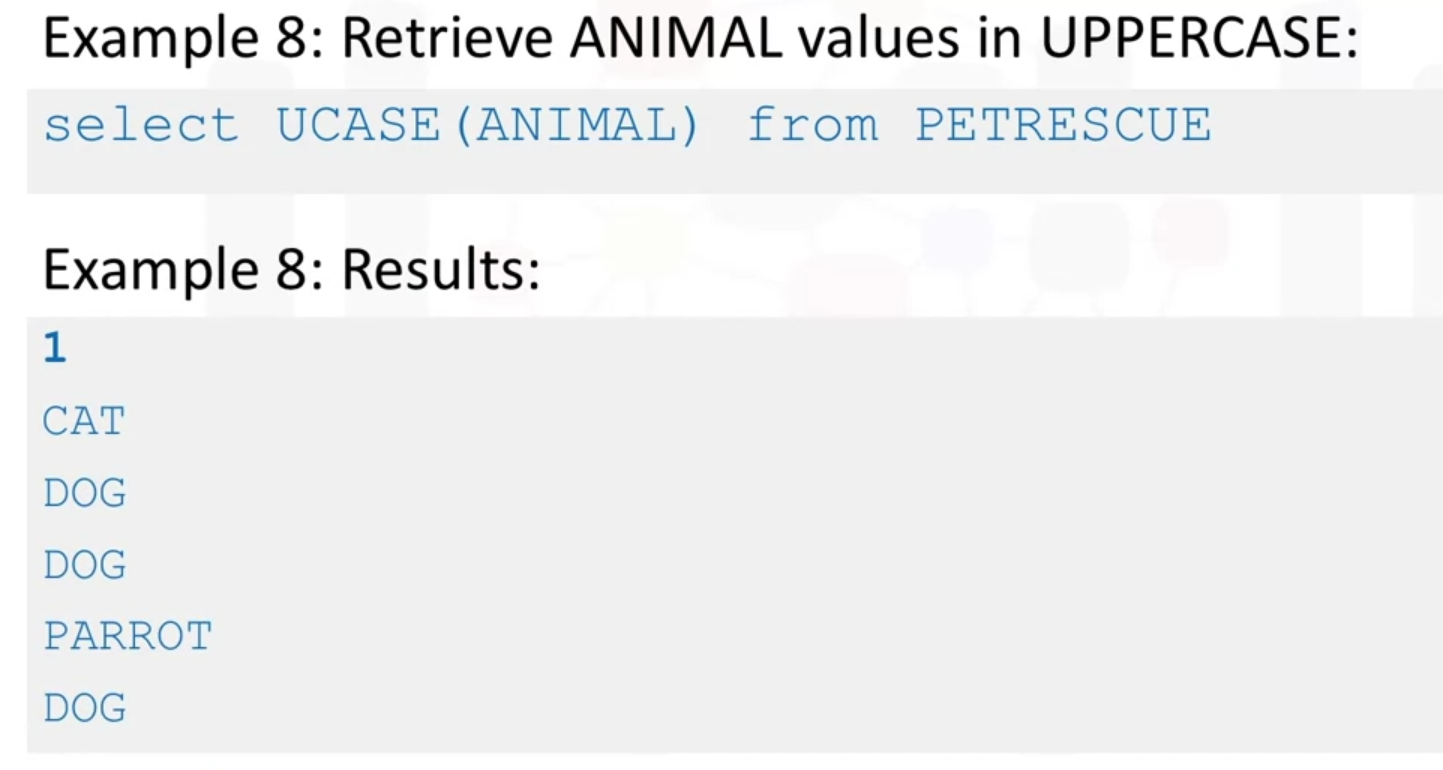 Example 8: Retrieve ANIMAL values in UPPERCASE:
select UCASE(ANIMAL) from PETRESCUE
Example 8: Results:
1
CAT
DOG
DOG
PARROT
DOG